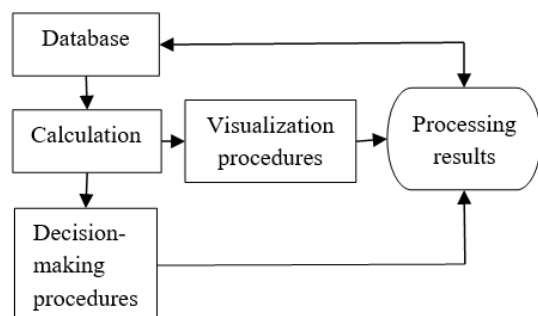 Database
Calculation
Visualization
procedures
Processing
results
Decision-
making
procedures